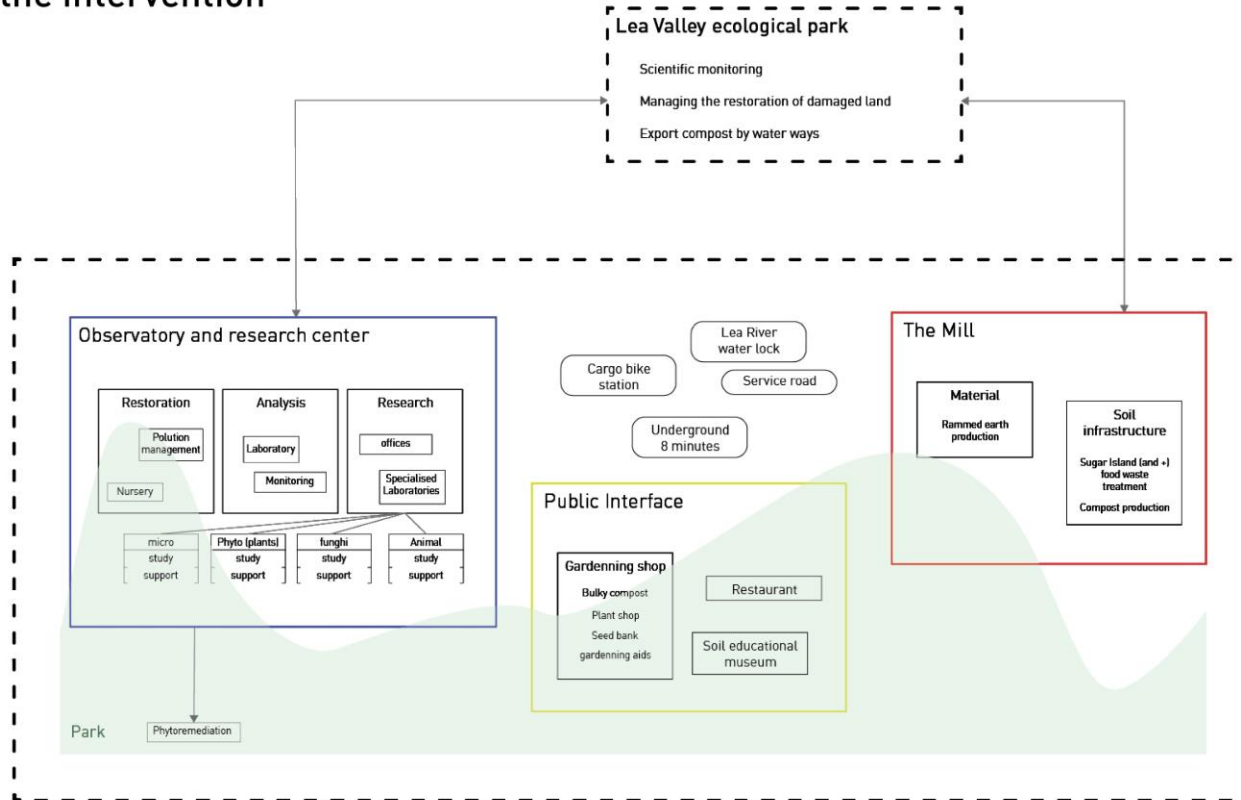 the intervention
Lea Valley ecological park
Scientific monitoring
Managing the restoration of damaged land
Export compost by water ways
Observatory and research center
Restoration
Polution
management
Nursery
Analysis
Laboratory
Monitoring
Research
offices
Specialised
Laboratories
micro
study
support
Phyto (plants)
study
support
funghi
study
support
Animal
study
support
Lea River
water lock
Cargo bike
station
Service road
Underground
8 minutes
The Mill
Material
Rammed earth
production
Soil
infrastructure
Sugar Island (and +)
food waste
treatment
Compost production
Public Interface
Gardenning shop
Bulky compost
Plant shop
Seed bank
gardenning aids
Restaurant
Soil educational
museum
Park
Phytoremediation